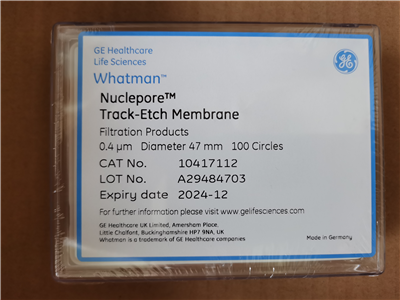 GE Healthcare
Life Sciences
Whatman™
Nuclepore™
Track-Etch Membrane
Filtration Products
0.4 µm Diameter 47 mm 100 Circles
CAT No. 10417112
LOT No. A29484703
Expiry date 2024-12
For further information please visit www.gelifesciences.com
GE Healthcare UK Limited, Amersham Place,
Little Chalfont, Buckinghamshire HP7 9NA, UK
Whatman is a trademark of GE Healthcare companies
Made in Germany